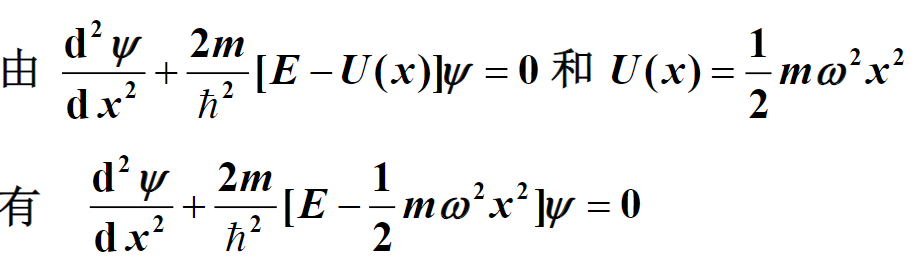 由 d²ψ/dx² + 2m/ħ² [E − U(x)]ψ = 0 和 U(x) = 1/2 mω²x²
有 d²ψ/dx² + 2m/ħ² [E − 1/2 mω²x²]ψ = 0